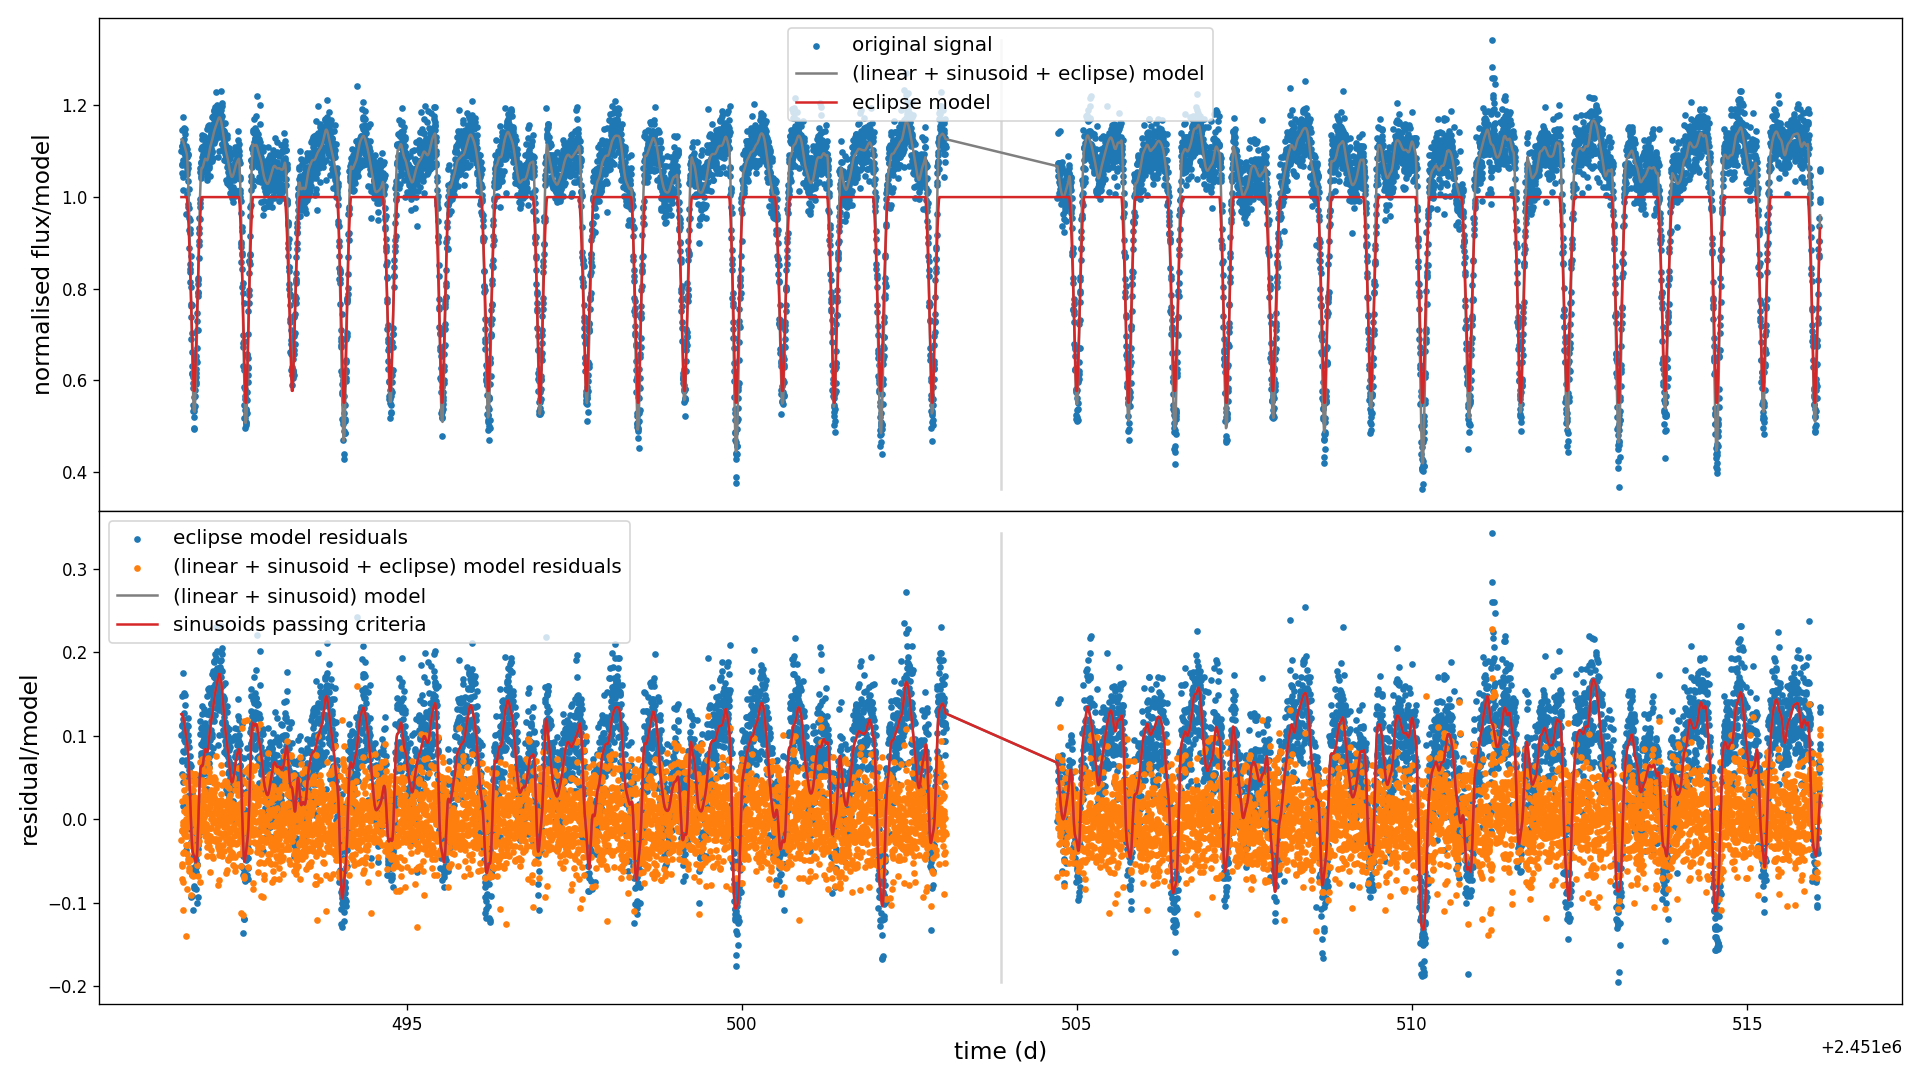 original signal
(linear + sinusoid + eclipse) model
eclipse model
normalised flux/model
1.2
1.0
0.8
0.6
0.4
eclipse model residuals
(linear + sinusoid + eclipse) model residuals
(linear + sinusoid) model
sinusoids passing criteria
residual/model
0.3
0.2
0.1
0.0
−0.1
−0.2
495
500
505
510
515
time (d)
+2.451e6